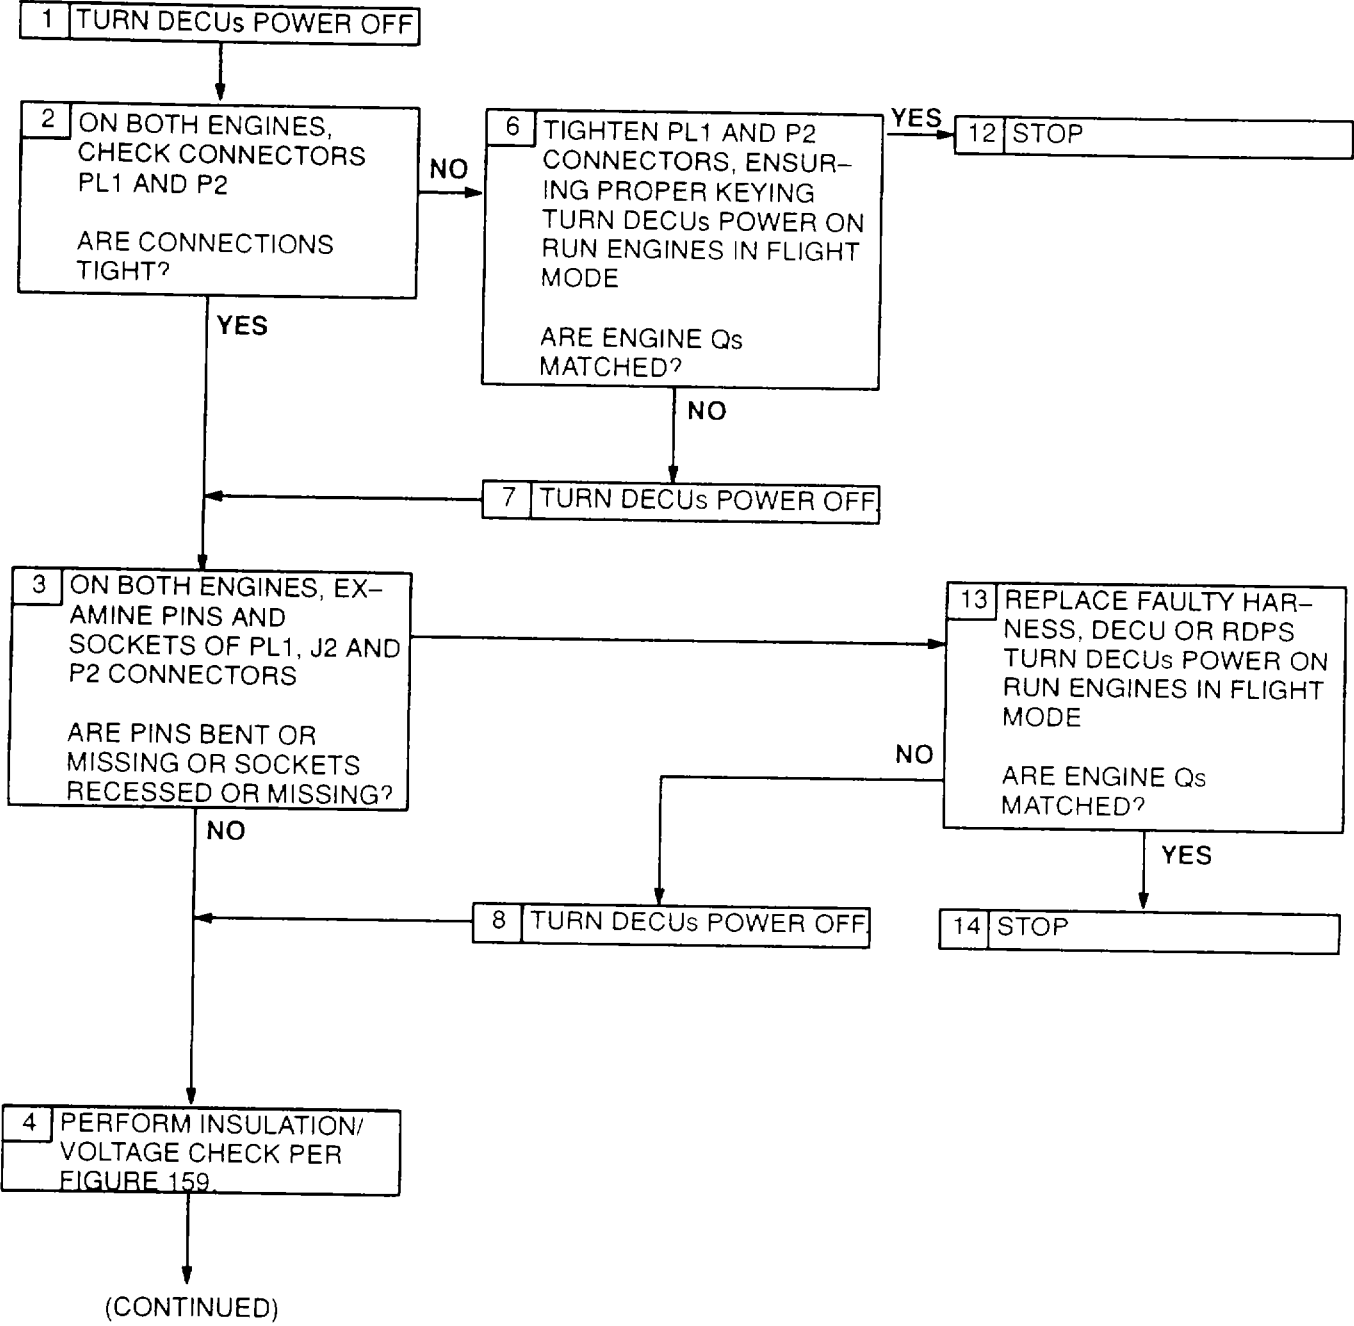 1 TURN DECUs POWER OFF
2 ON BOTH ENGINES,
CHECK CONNECTORS
PL1 AND P2
ARE CONNECTIONS
TIGHT?
NO
YES
6 TIGHTEN PL1 AND P2
CONNECTORS, ENSUR–
ING PROPER KEYING
TURN DECUs POWER ON
RUN ENGINES IN FLIGHT
MODE
ARE ENGINE Qs
MATCHED?
YES
12 STOP
NO
7 TURN DECUs POWER OFF.
3 ON BOTH ENGINES, EX–
AMINE PINS AND
SOCKETS OF PL1, J2 AND
P2 CONNECTORS
ARE PINS BENT OR
MISSING OR SOCKETS
RECESSED OR MISSING?
NO
13 REPLACE FAULTY HAR–
NESS, DECU OR RDPS
TURN DECUs POWER ON
RUN ENGINES IN FLIGHT
MODE
ARE ENGINE Qs
MATCHED?
NO
YES
8 TURN DECUs POWER OFF.
14 STOP
4 PERFORM INSULATION/
VOLTAGE CHECK PER
FIGURE 159.
(CONTINUED)